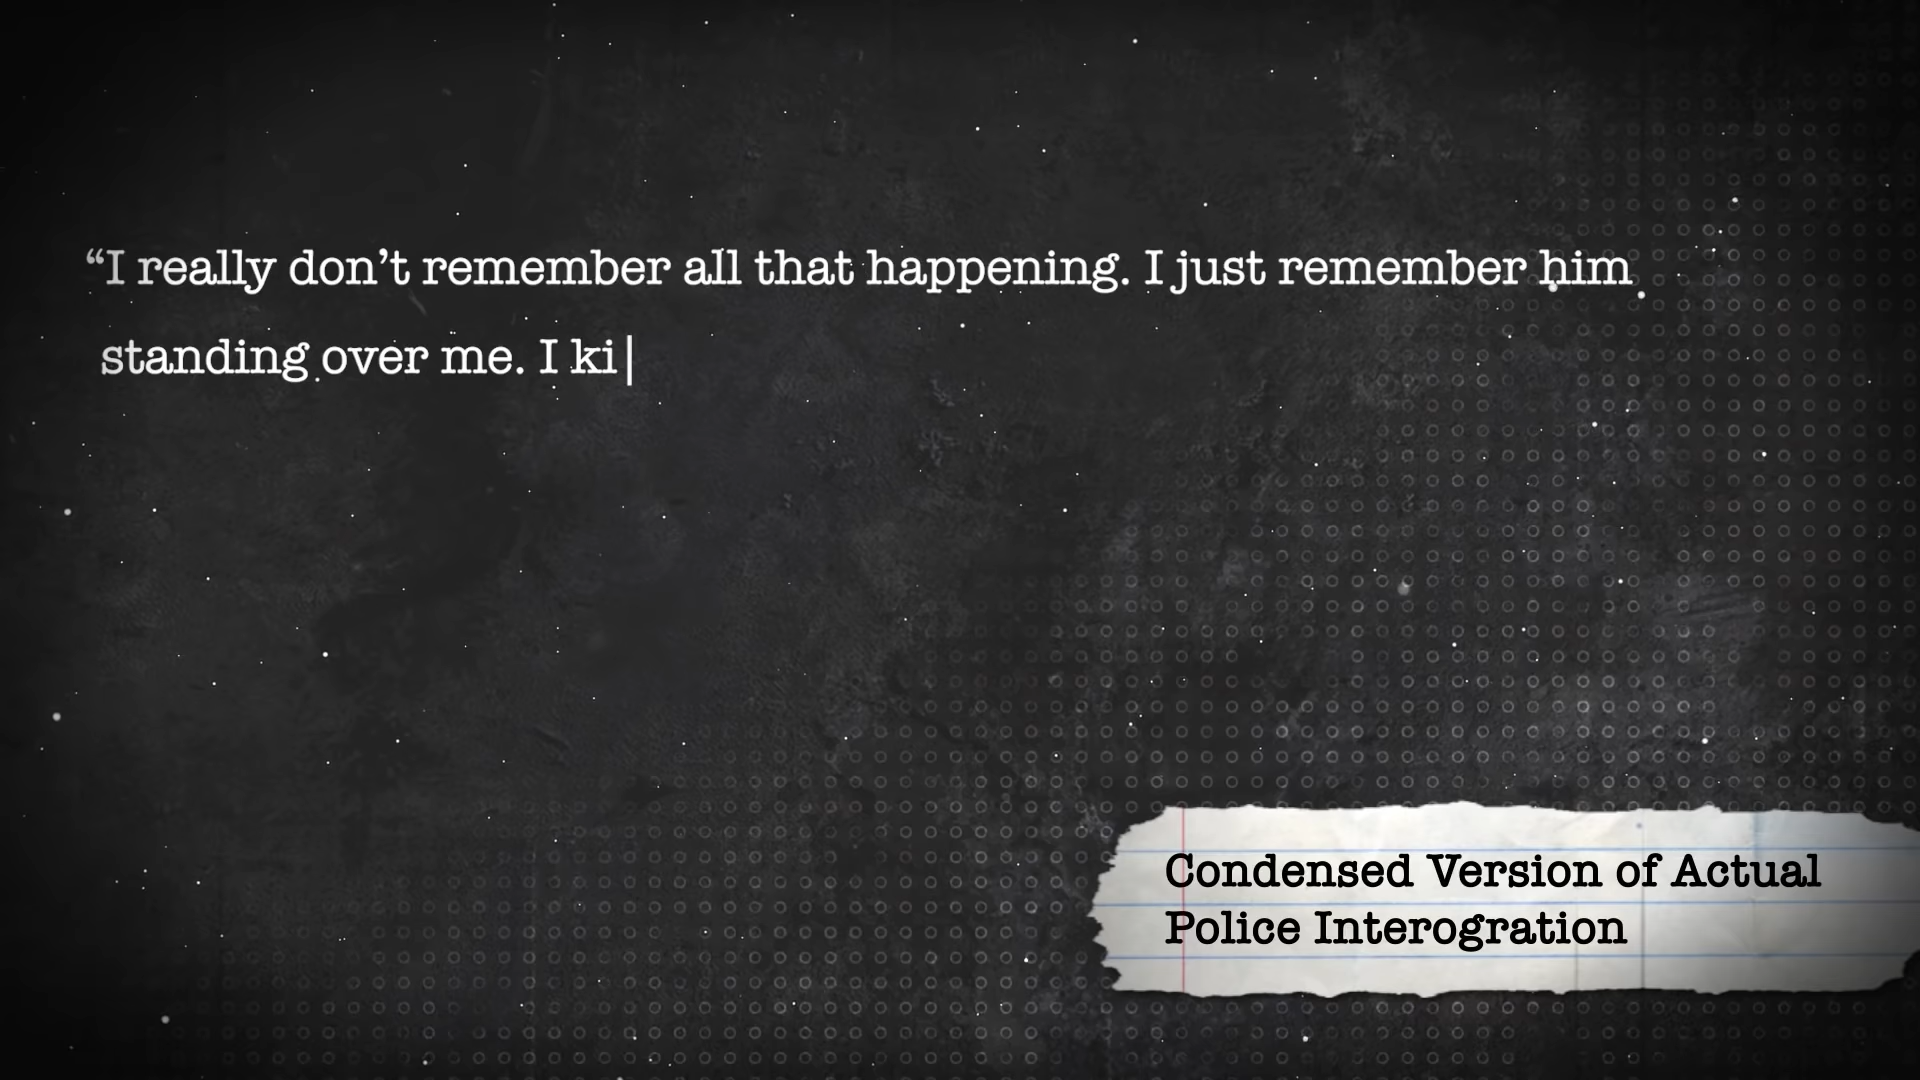 “I really don’t remember all that happening. I just remember him
standing over me. I ki|
Condensed Version of Actual
Police Interogration